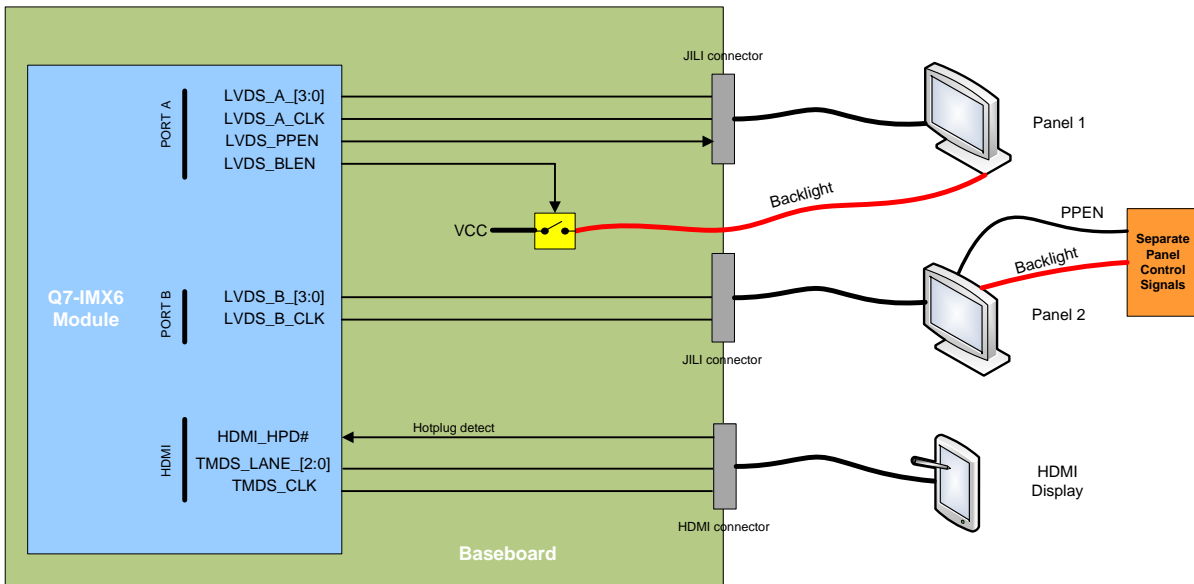 JILI connector
PORT A
LVDS_A_[3:0]
LVDS_A_CLK
LVDS_PPEN
LVDS_BLEN
Panel 1
Backlight
VCC
PPEN
Backlight
Separate
Panel
Control
Signals
Q7-IMX6
Module
PORT B
LVDS_B_[3:0]
LVDS_B_CLK
Panel 2
JILI connector
HDMI
HDMI_HPD#
Hotplug detect
TMDS_LANE_[2:0]
TMDS_CLK
HDMI
Display
HDMI connector
Baseboard